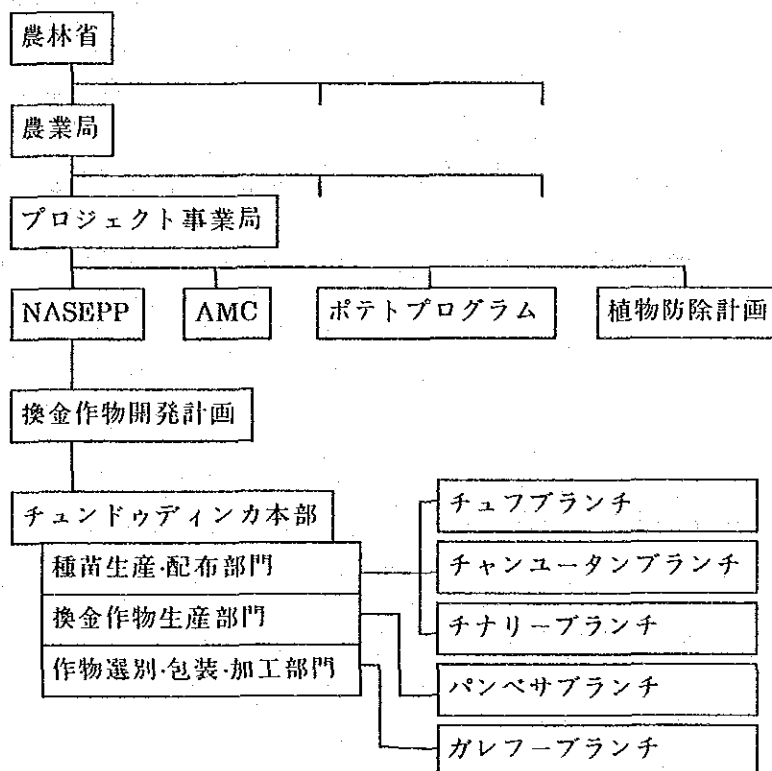 農林省
農業局
プロジェクト事業局
NASEPP
AMC
ポテトプログラム
植物防除計画
換金作物開発計画
チュンドゥディンカ本部
種苗生産·配布部門
換金作物生産部門
作物選別·包装·加工部門
チュフブランチ
チャンユータンブランチ
チナリーブランチ
パンベサブランチ
ガレフーブランチ